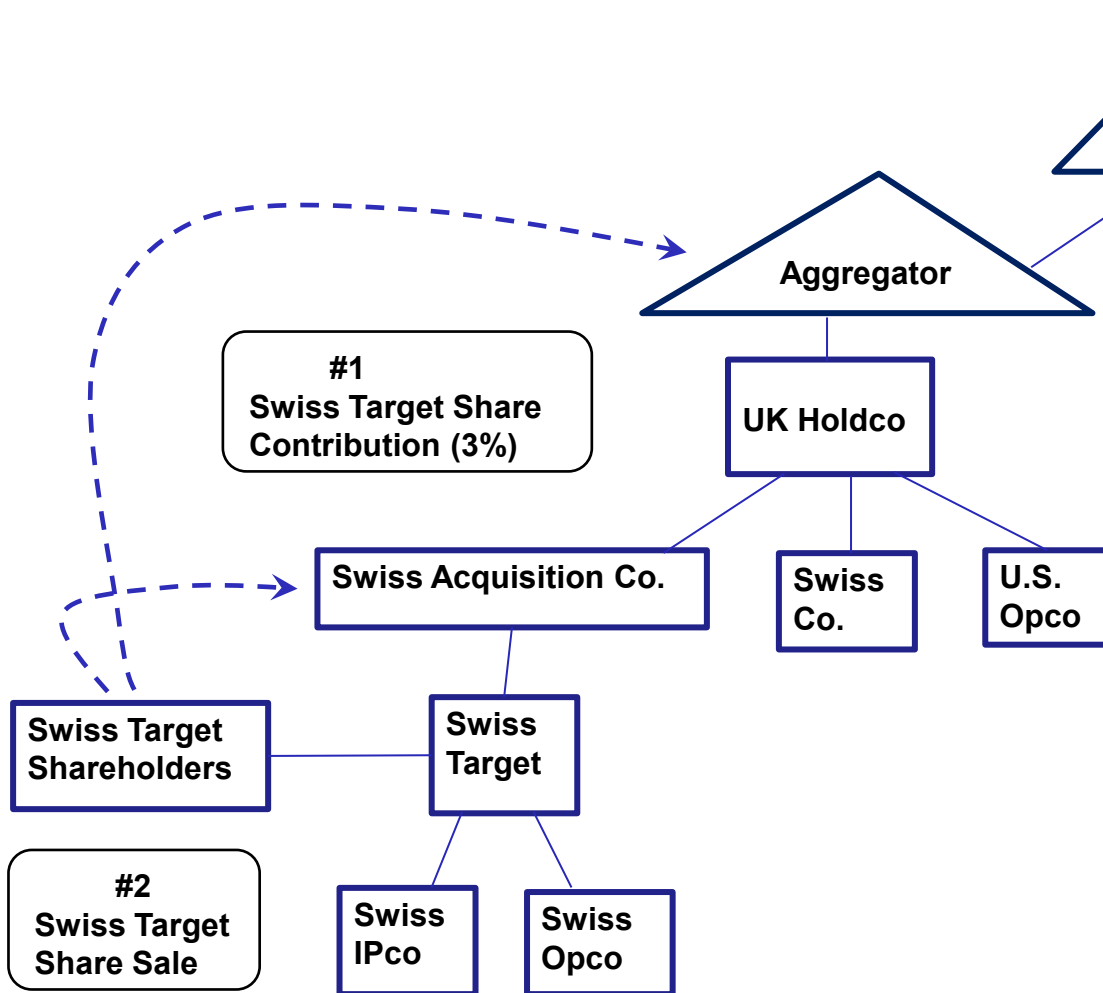 Aggregator
#1
Swiss Target Share
Contribution (3%)
UK Holdco
Swiss Acquisition Co.
Swiss
Co.
U.S.
Opco
Swiss Target
Shareholders
Swiss
Target
#2
Swiss Target
Share Sale
Swiss
IPco
Swiss
Opco